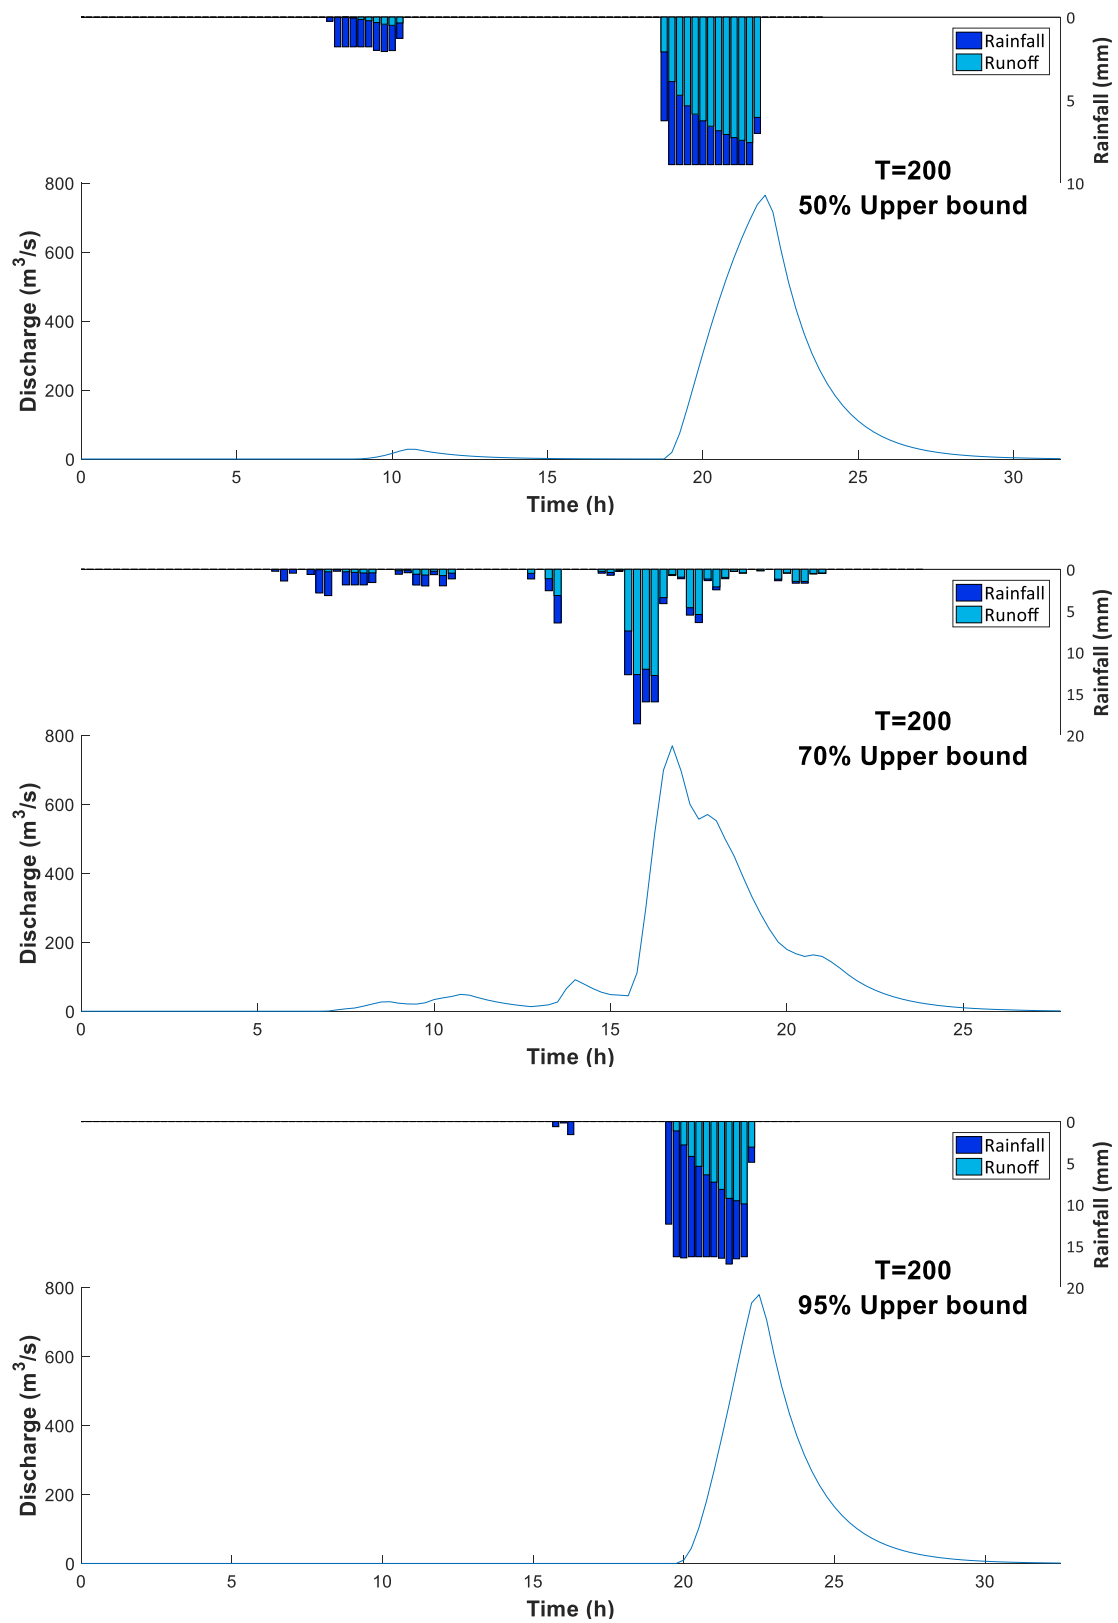 0
Rainfall
Runoff
5
10
Rainfall (mm)
T=200
50% Upper bound
800
600
400
200
0
Discharge (m³/s)
0 5 10 15 20 25 30
Time (h)
0
Rainfall
Runoff
5
10
15
20
Rainfall (mm)
T=200
70% Upper bound
800
600
400
200
0
Discharge (m³/s)
0 5 10 15 20 25
Time (h)
0
Rainfall
Runoff
5
10
15
20
Rainfall (mm)
T=200
95% Upper bound
800
600
400
200
0
Discharge (m³/s)
0 5 10 15 20 25 30
Time (h)